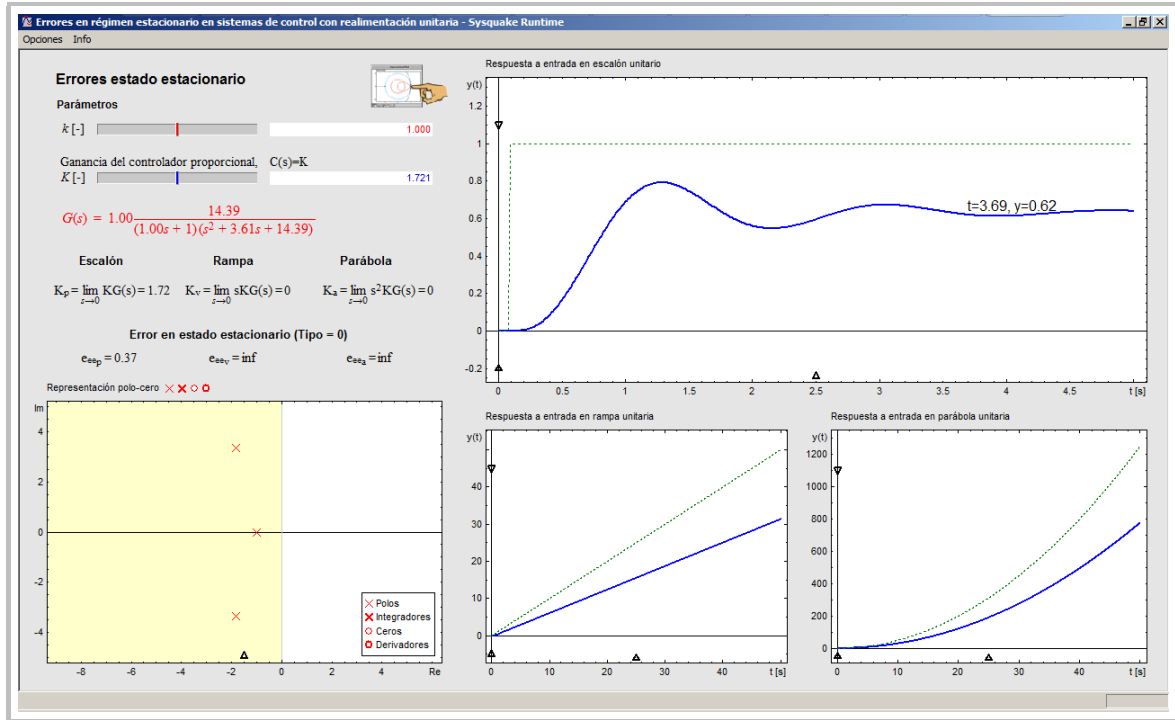 Errores en régimen estacionario en sistemas de control con realimentación unitaria - Sysquake Runtime
Opciones Info
Errores estado estacionario
Parámetros
k [-] 1.000
Ganancia del controlador proporcional, C(s)=K
K [-] 1.721
G(s) = 1.00 14.39 / (1.00s + 1)(s² + 3.61s + 14.39)
Escalón Rampa Parábola
Kp = lim s→0 KG(s) = 1.72 Kv = lim s→0 sKG(s) = 0 Ka = lim s→0 s²KG(s) = 0
Error en estado estacionario (Tipo = 0)
eeep = 0.37 eeev = inf eeea = inf
Representación polo-cero
Im
4
2
0
-2
-4
-8 -6 -4 -2 0 2 4 Re
Polos
Integradores
Ceros
Derivadores
Respuesta a entrada en escalón unitario
y(t)
1.2
1
0.8
0.6
0.4
0.2
0
-0.2
t=3.69, y=0.62
0 0.5 1 1.5 2 2.5 3 3.5 4 4.5 t [s]
Respuesta a entrada en rampa unitaria
y(t)
40
30
20
10
0
0 10 20 30 40 t [s]
Respuesta a entrada en parábola unitaria
y(t)
1200
1000
800
600
400
200
0
0 10 20 30 40 t [s]